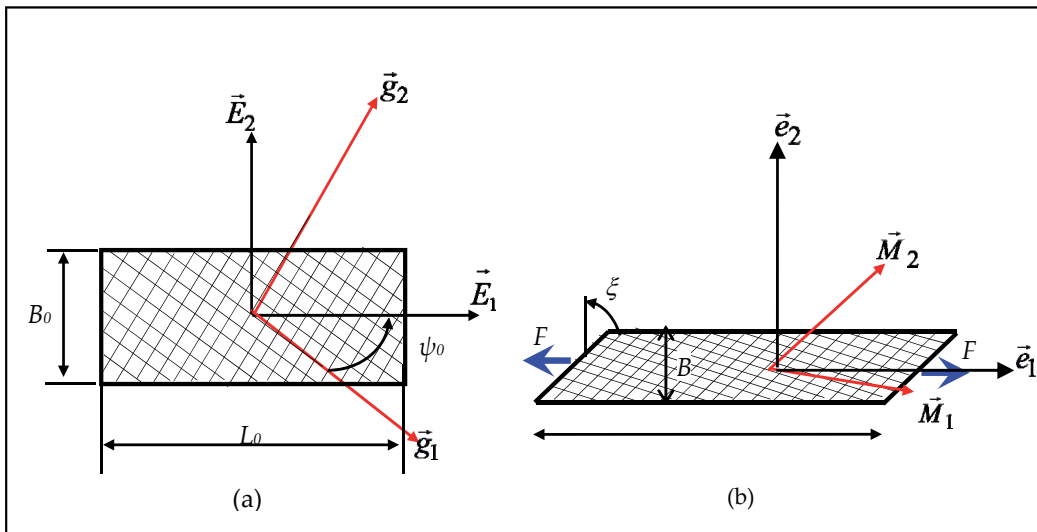 g⃗₂
E⃗₂
E⃗₁
B₀
ψ₀
L₀
g⃗₁
(a)
e⃗₂
M⃗₂
ξ
F
B
F
e⃗₁
M⃗₁
(b)